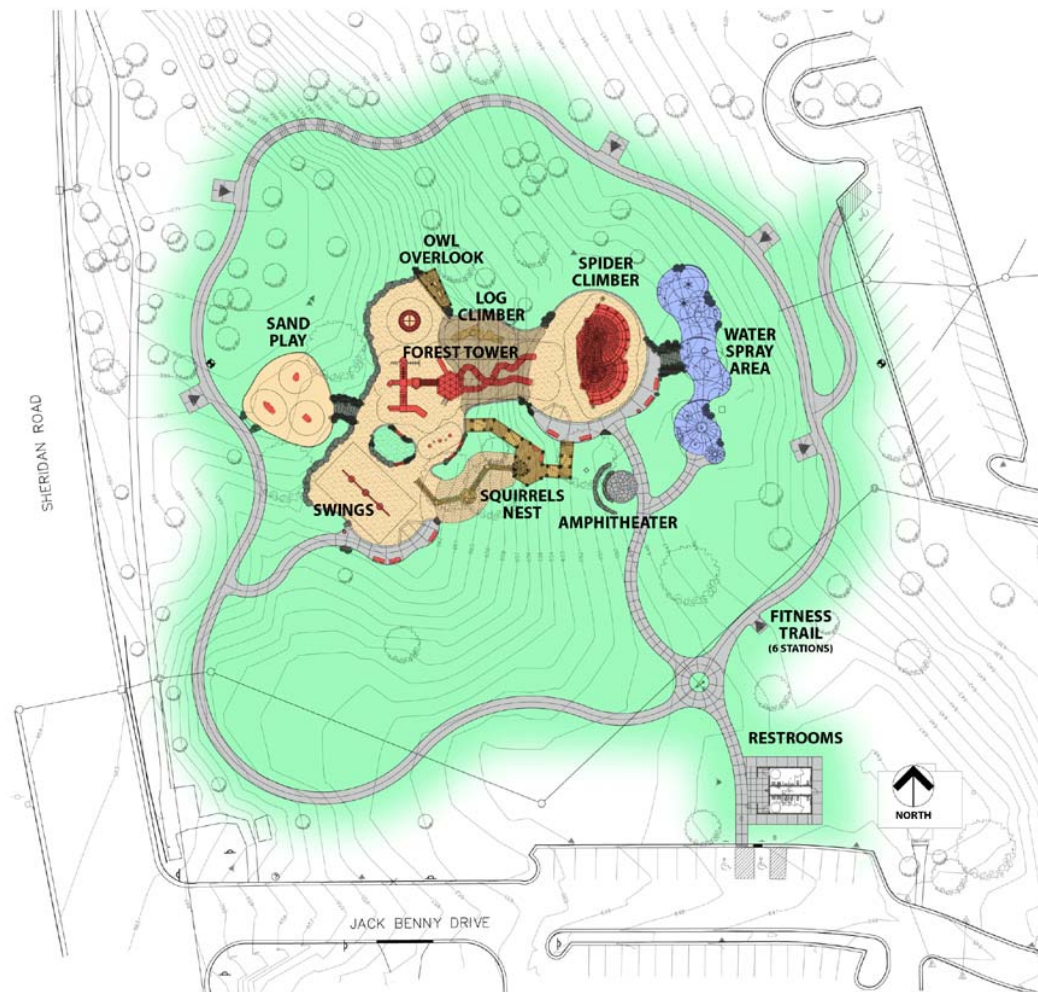 OWL
OVERLOOK
SPIDER
CLIMBER
LOG
CLIMBER
SAND
PLAY
FOREST TOWER
WATER
SPRAY
AREA
SHERIDAN ROAD
SWINGS
SQUIRRELS
NEST
AMPHITHEATER
FITNESS
TRAIL
(6 STATIONS)
RESTROOMS
NORTH
JACK BENNY DRIVE